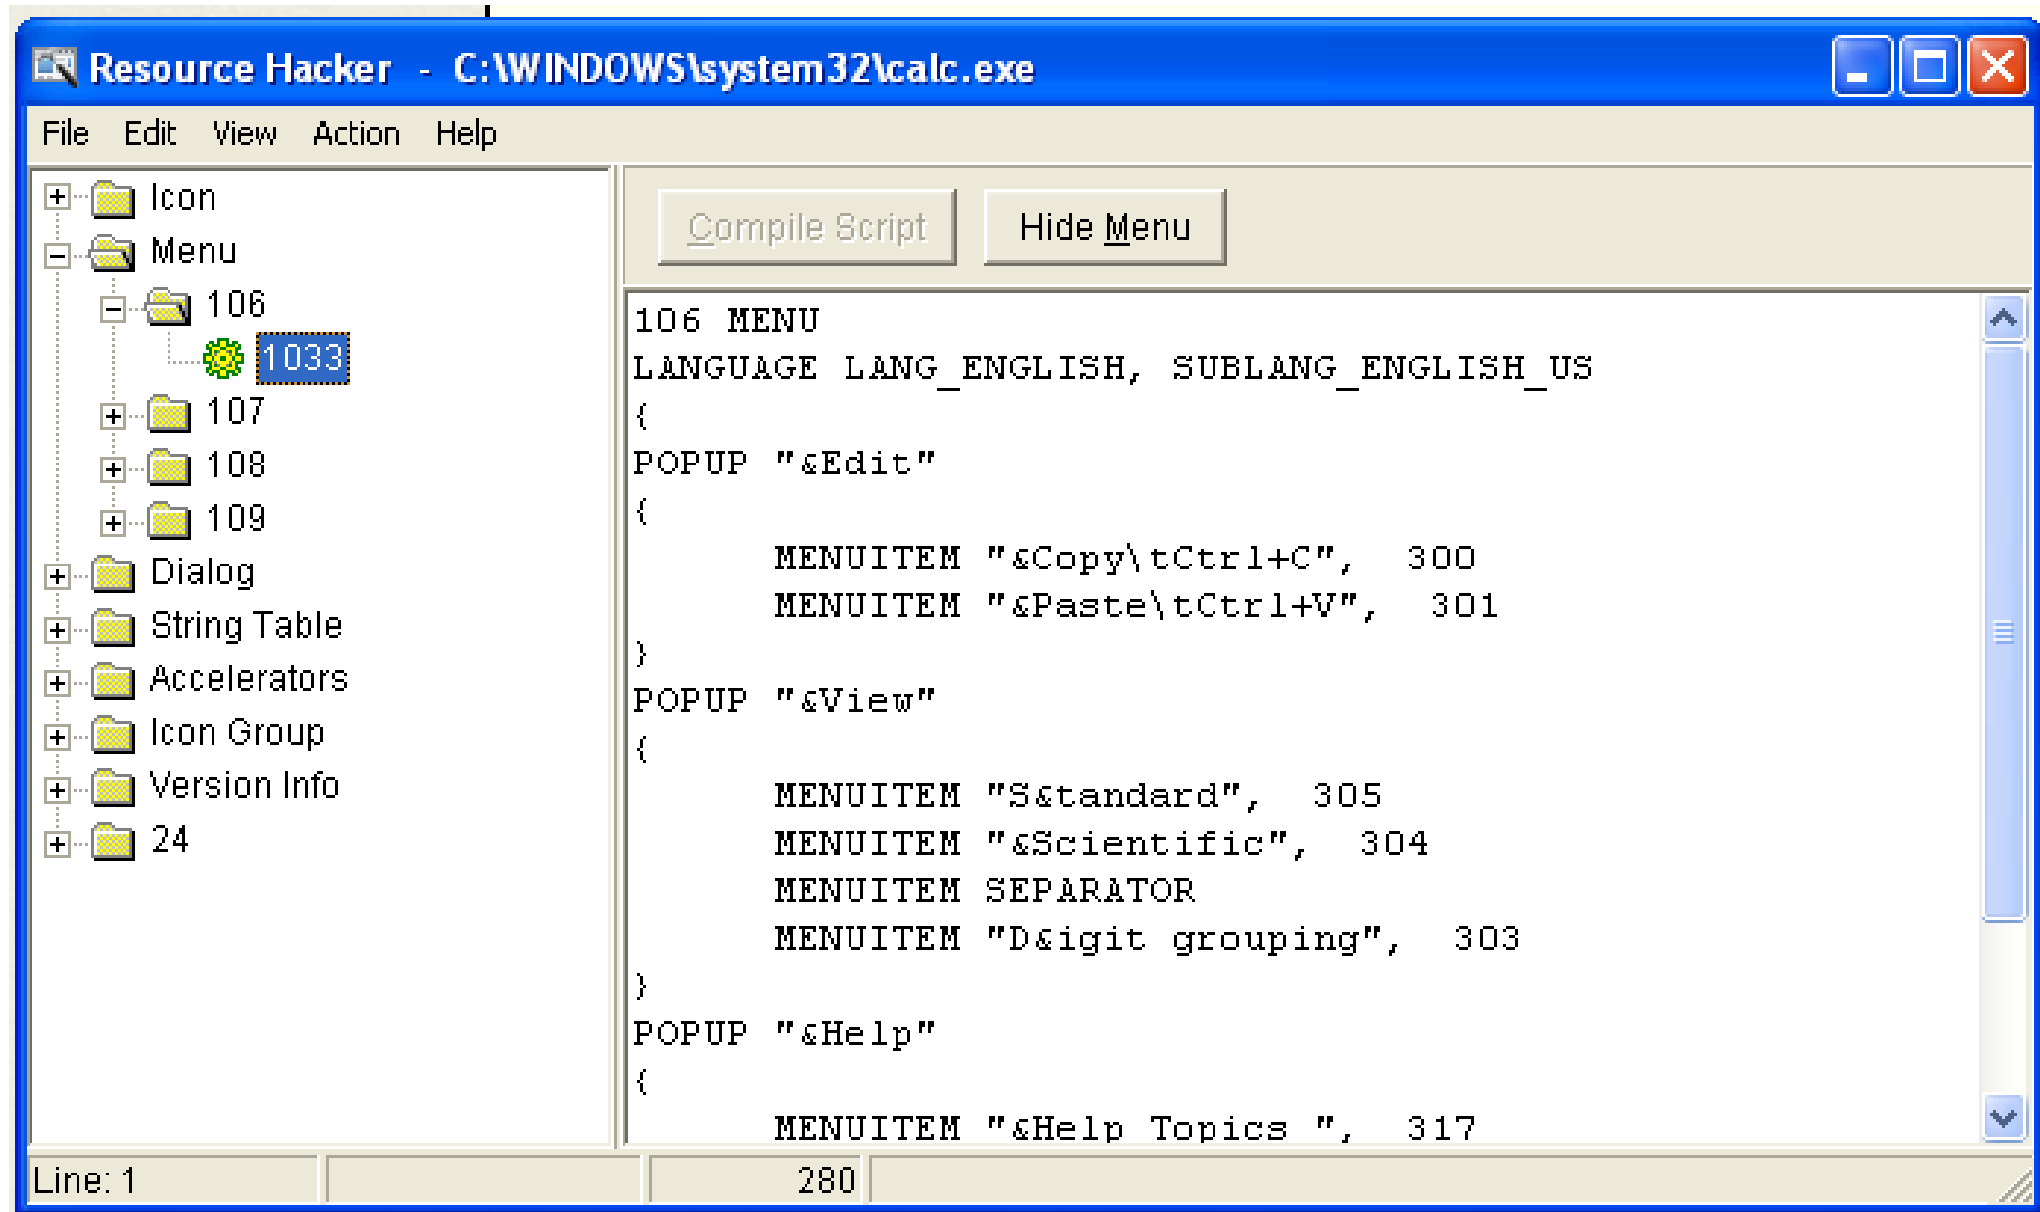 Resource Hacker - C:\WINDOWS\system32\calc.exe
File Edit View Action Help
Icon
Menu
106
1033
107
108
109
Dialog
String Table
Accelerators
Icon Group
Version Info
24
Compile Script Hide Menu
106 MENU
LANGUAGE LANG_ENGLISH, SUBLANG_ENGLISH_US
{
POPUP "&Edit"
{
MENUITEM "&Copy\tCtrl+C", 300
MENUITEM "&Paste\tCtrl+V", 301
}
POPUP "&View"
{
MENUITEM "S&tandard", 305
MENUITEM "&Scientific", 304
MENUITEM SEPARATOR
MENUITEM "D&igit grouping", 303
}
POPUP "&Help"
{
MENUITEM "&Help Topics ", 317
Line: 1 280